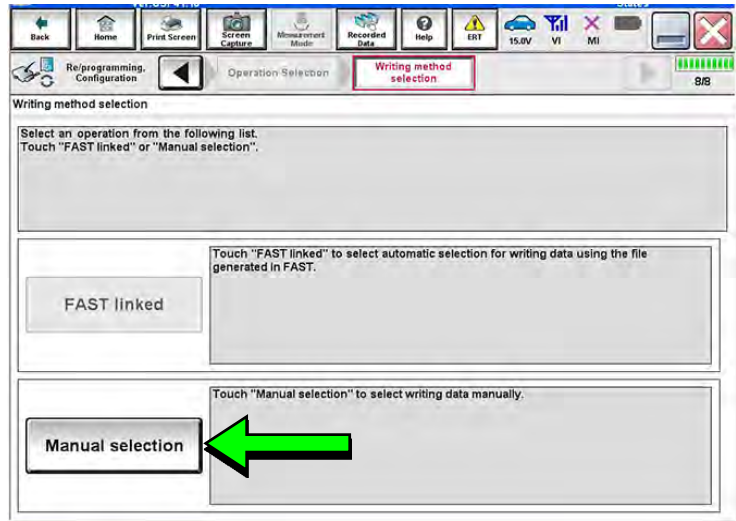 Back
Home
Print Screen
Screen
Capture
Measurement
Mode
Recorded
Data
Help
ERT
15.0V
VI
MI
Re/programming,
Configuration
Operation Selection
Writing method
selection
8/8
Writing method selection
Select an operation from the following list.
Touch "FAST linked" or "Manual selection".
FAST linked
Touch "FAST linked" to select automatic selection for writing data using the file
generated in FAST.
Manual selection
Touch "Manual selection" to select writing data manually.